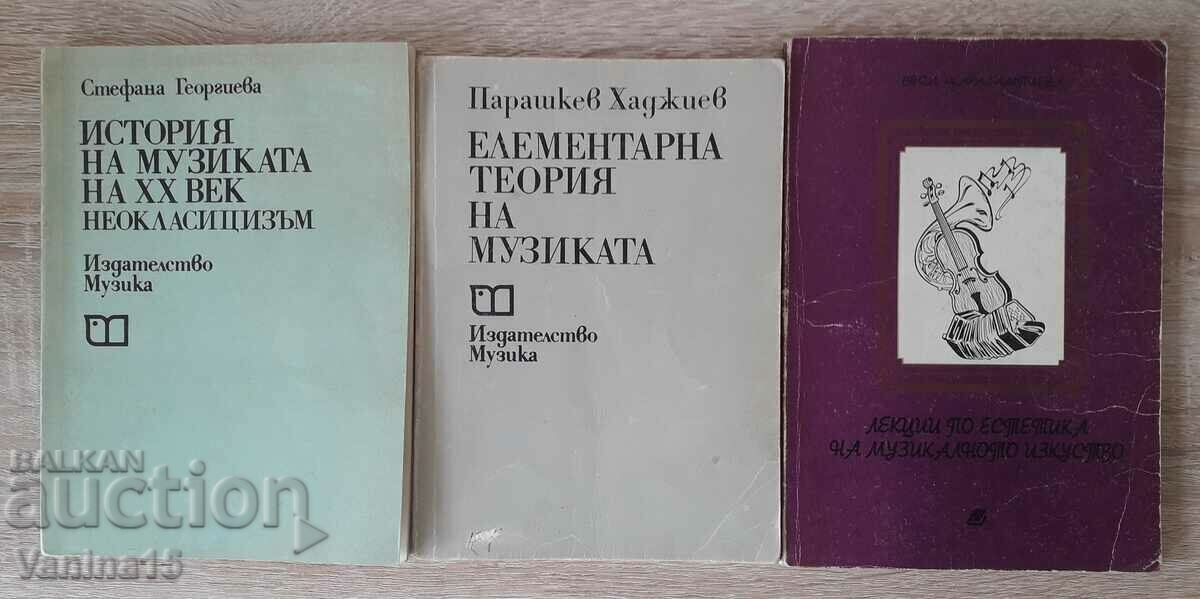 Стефана Георгиева
ИСТОРИЯ
НА МУЗИКАТА
НА XX ВЕК
НЕОКЛАСИЦИЗЪМ
Издателство
Музика
Парашкев Хаджиев
ЕЛЕМЕНТАРНА
ТЕОРИЯ
НА
МУЗИКАТА
Издателство
Музика
ЛЕКЦИИ ПО ЕСТЕТИКА
НА МУЗИКАЛНОТО ИЗКУСТВО
BALKAN
auction
Vanina15